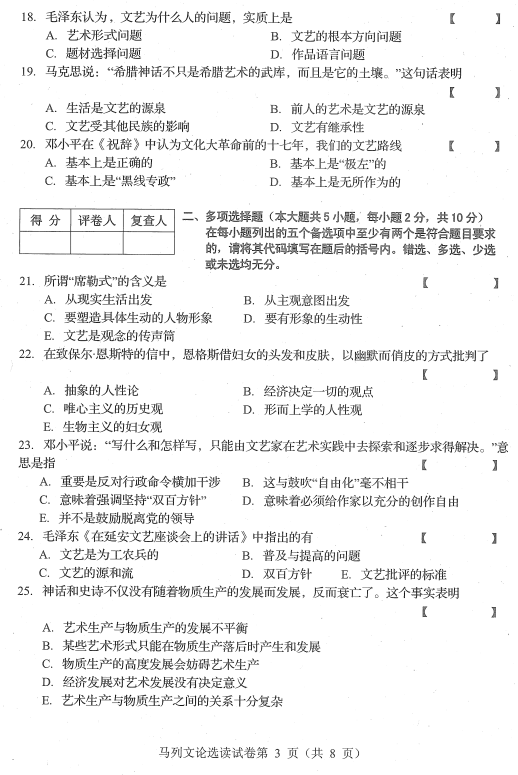 18. 毛泽东认为，文艺为什么人的问题，实质上是 【 】
A. 艺术形式问题 B. 文艺的根本方向问题
C. 题材选择问题 D. 作品语言问题
19. 马克思说：“希腊神话不只是希腊艺术的武库，而且是它的土壤。”这句话表明
【 】
A. 生活是文艺的源泉 B. 前人的艺术是文艺的源泉
C. 文艺受其他民族的影响 D. 文艺有继承性
20. 邓小平在《祝辞》中认为文化大革命前的十七年，我们的文艺路线 【 】
A. 基本上是正确的 B. 基本上是“极左”的
C. 基本上是“黑线专政” D. 基本上是无所作为的
得 分 评卷人 复查人
二、多项选择题（本大题共 5 小题，每小题 2 分，共 10 分）
在每小题列出的五个备选项中至少有两个是符合题目要求
的，请将其代码填写在题后的括号内。错选、多选、少选
或未选均无分。
21. 所谓“席勒式”的含义是 【 】
A. 从现实生活出发 B. 从主观意图出发
C. 要塑造具体生动的人物形象 D. 要有形象的生动性
E. 文艺是观念的传声筒
22. 在致保尔·恩斯特的信中，恩格斯借妇女的头发和皮肤，以幽默而俏皮的方式批判了
【 】
A. 抽象的人性论 B. 经济决定一切的观点
C. 唯心主义的历史观 D. 形而上学的人性观
E. 生物主义的妇女观
23. 邓小平说：“写什么和怎样写，只能由文艺家在艺术实践中去探索和逐步求得解决。”意
思是指 【 】
A. 重要是反对行政命令横加干涉 B. 这与鼓吹“自由化”毫不相干
C. 意味着强调坚持“双百方针” D. 意味着必须给作家以充分的创作自由
E. 并不是鼓励脱离党的领导
24. 毛泽东《在延安文艺座谈会上的讲话》中指出的有 【 】
A. 文艺是为工农兵的 B. 普及与提高的问题
C. 文艺的源和流 D. 双百方针 E. 文艺批评的标准
25. 神话和史诗不仅没有随着物质生产的发展而发展，反而衰亡了。这个事实表明
【 】
A. 艺术生产与物质生产的发展不平衡
B. 某些艺术形式只能在物质生产落后时产生和发展
C. 物质生产的高度发展会妨碍艺术生产
D. 经济发展对艺术发展没有决定意义
E. 艺术生产与物质生产之间的关系十分复杂
马列文论选读试卷第 3 页（共 8 页）